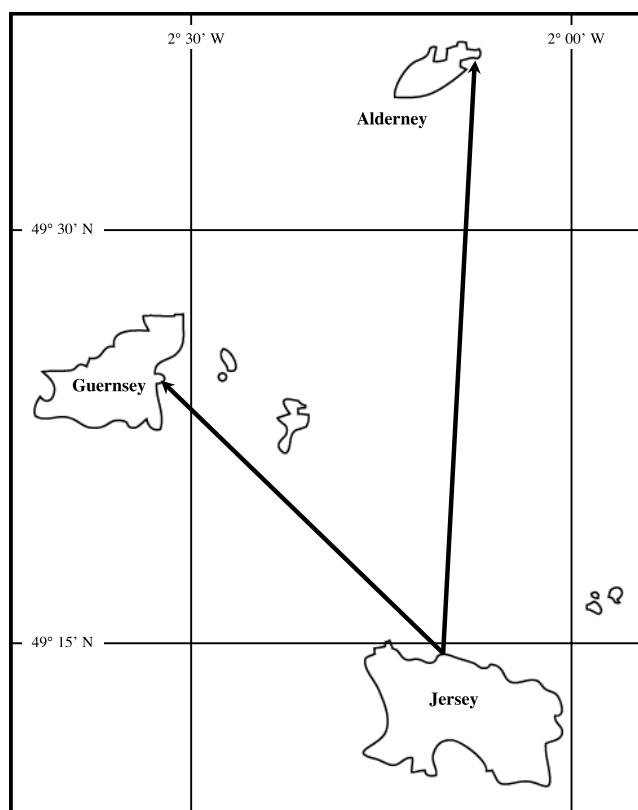 2° 30’ W
2° 00’ W
Alderney
49° 30’ N
Guernsey
49° 15’ N
Jersey